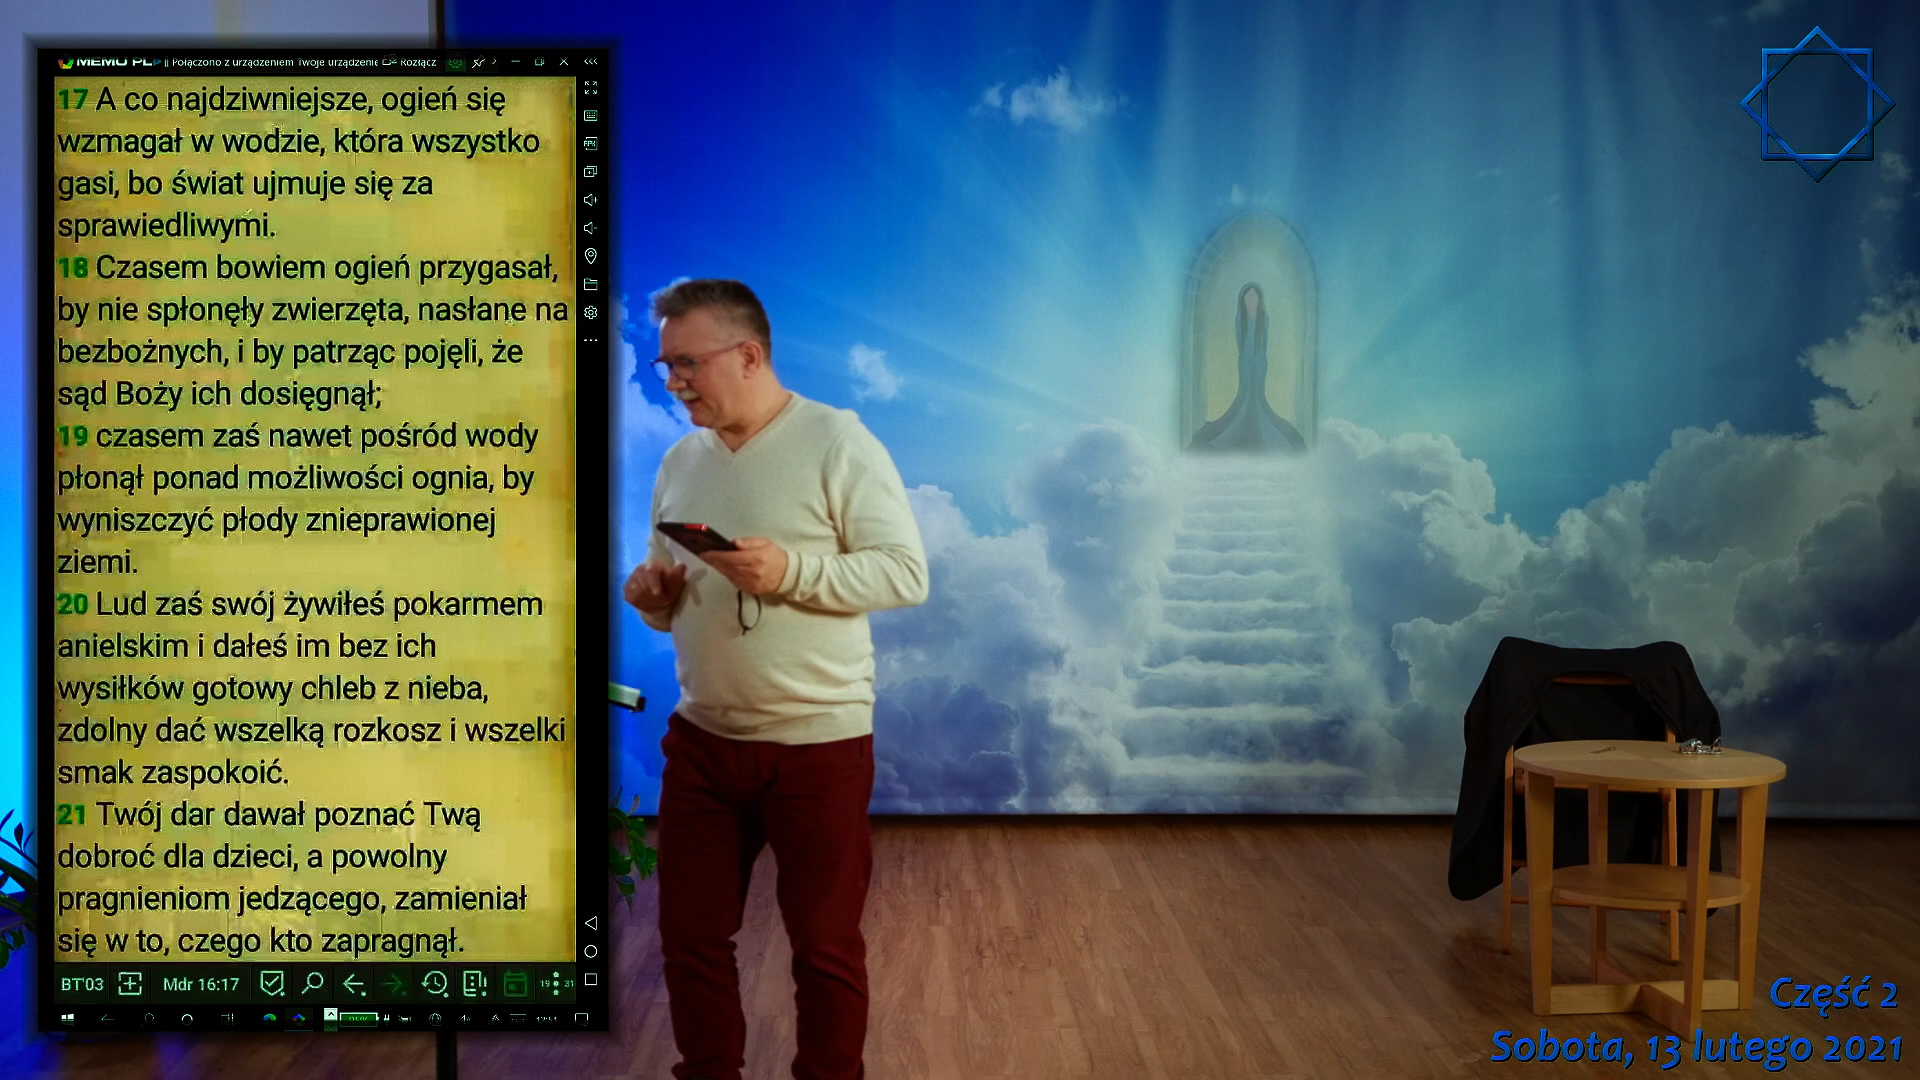 MEMU PL
Połączono z urządzeniem Twoje urządzenie Rozłącz
17 A co najdziwniejsze, ogień się
wzmagał w wodzie, która wszystko
gasi, bo świat ujmuje się za
sprawiedliwymi.
18 Czasem bowiem ogień przygasał,
by nie spłonęły zwierzęta, nasłane na
bezbożnych, i by patrząc pojęli, że
sąd Boży ich dosięgnął;
19 czasem zaś nawet pośród wody
płonął ponad możliwości ognia, by
wyniszczyć płody znieprawionej
ziemi.
20 Lud zaś swój żywiłeś pokarmem
anielskim i dałeś im bez ich
wysiłków gotowy chleb z nieba,
zdolny dać wszelką rozkosz i wszelki
smak zaspokoić.
21 Twój dar dawał poznać Twą
dobroć dla dzieci, a powolny
pragnieniom jedzącego, zamieniał
się w to, czego kto zapragnął.
BT'03 Mdr 16:17 19 31
Część 2
Sobota, 13 lutego 2021